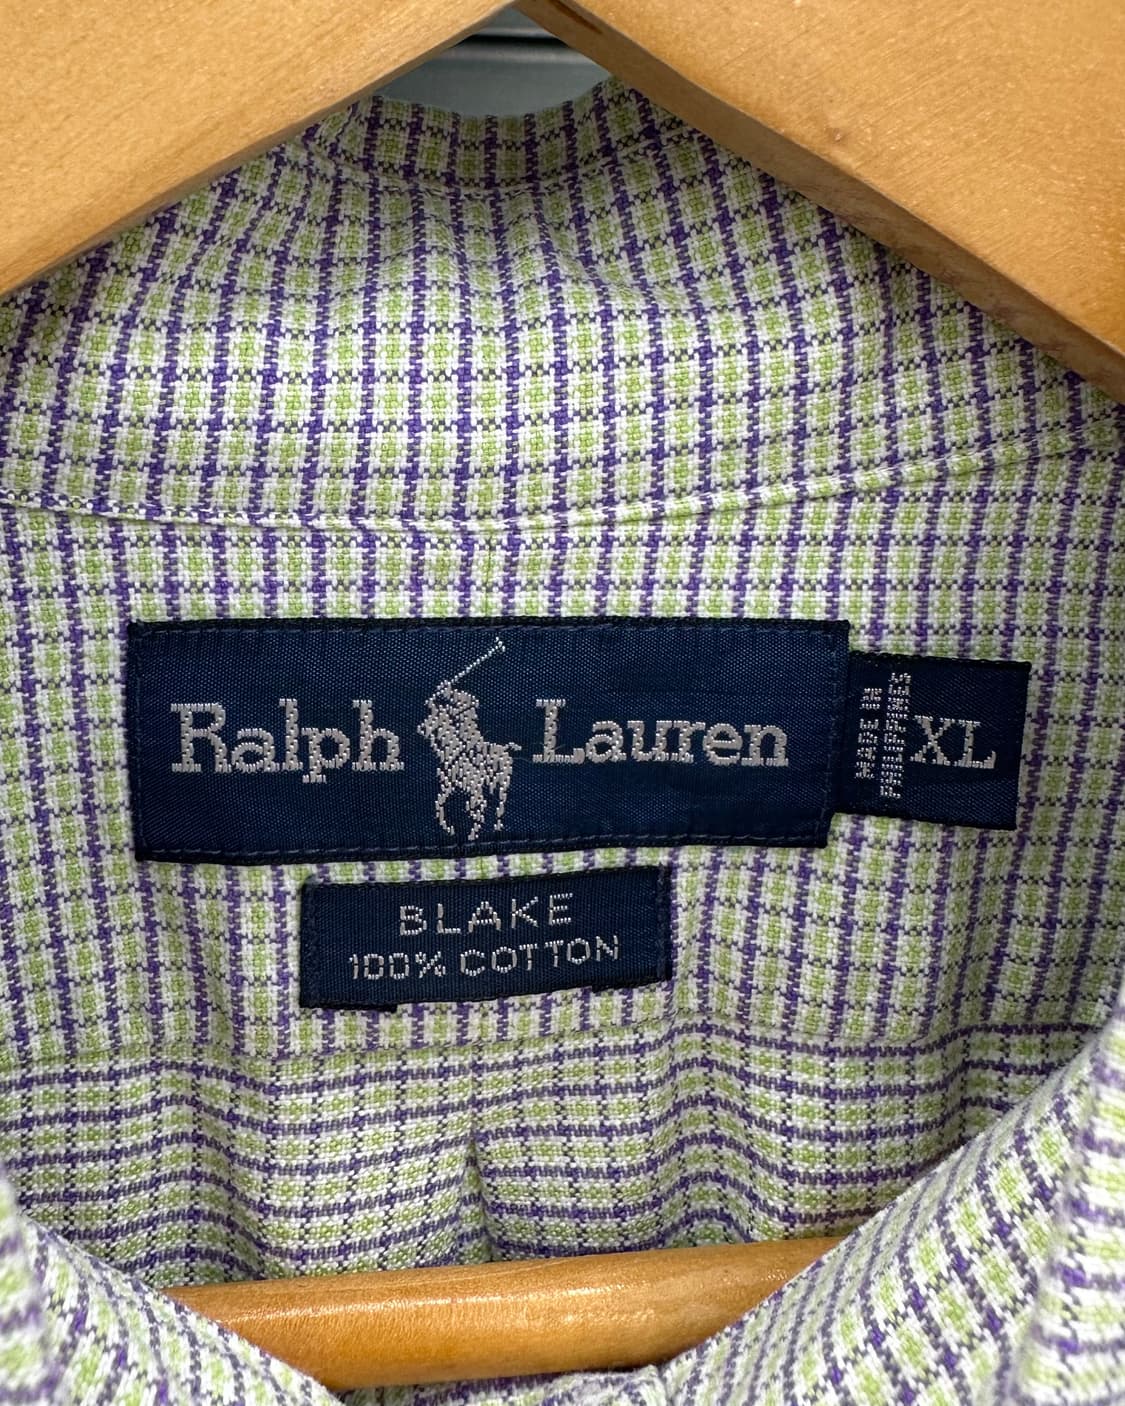 Ralph Lauren
MADE IN
PHILIPPINES
XL
BLAKE
100% COTTON